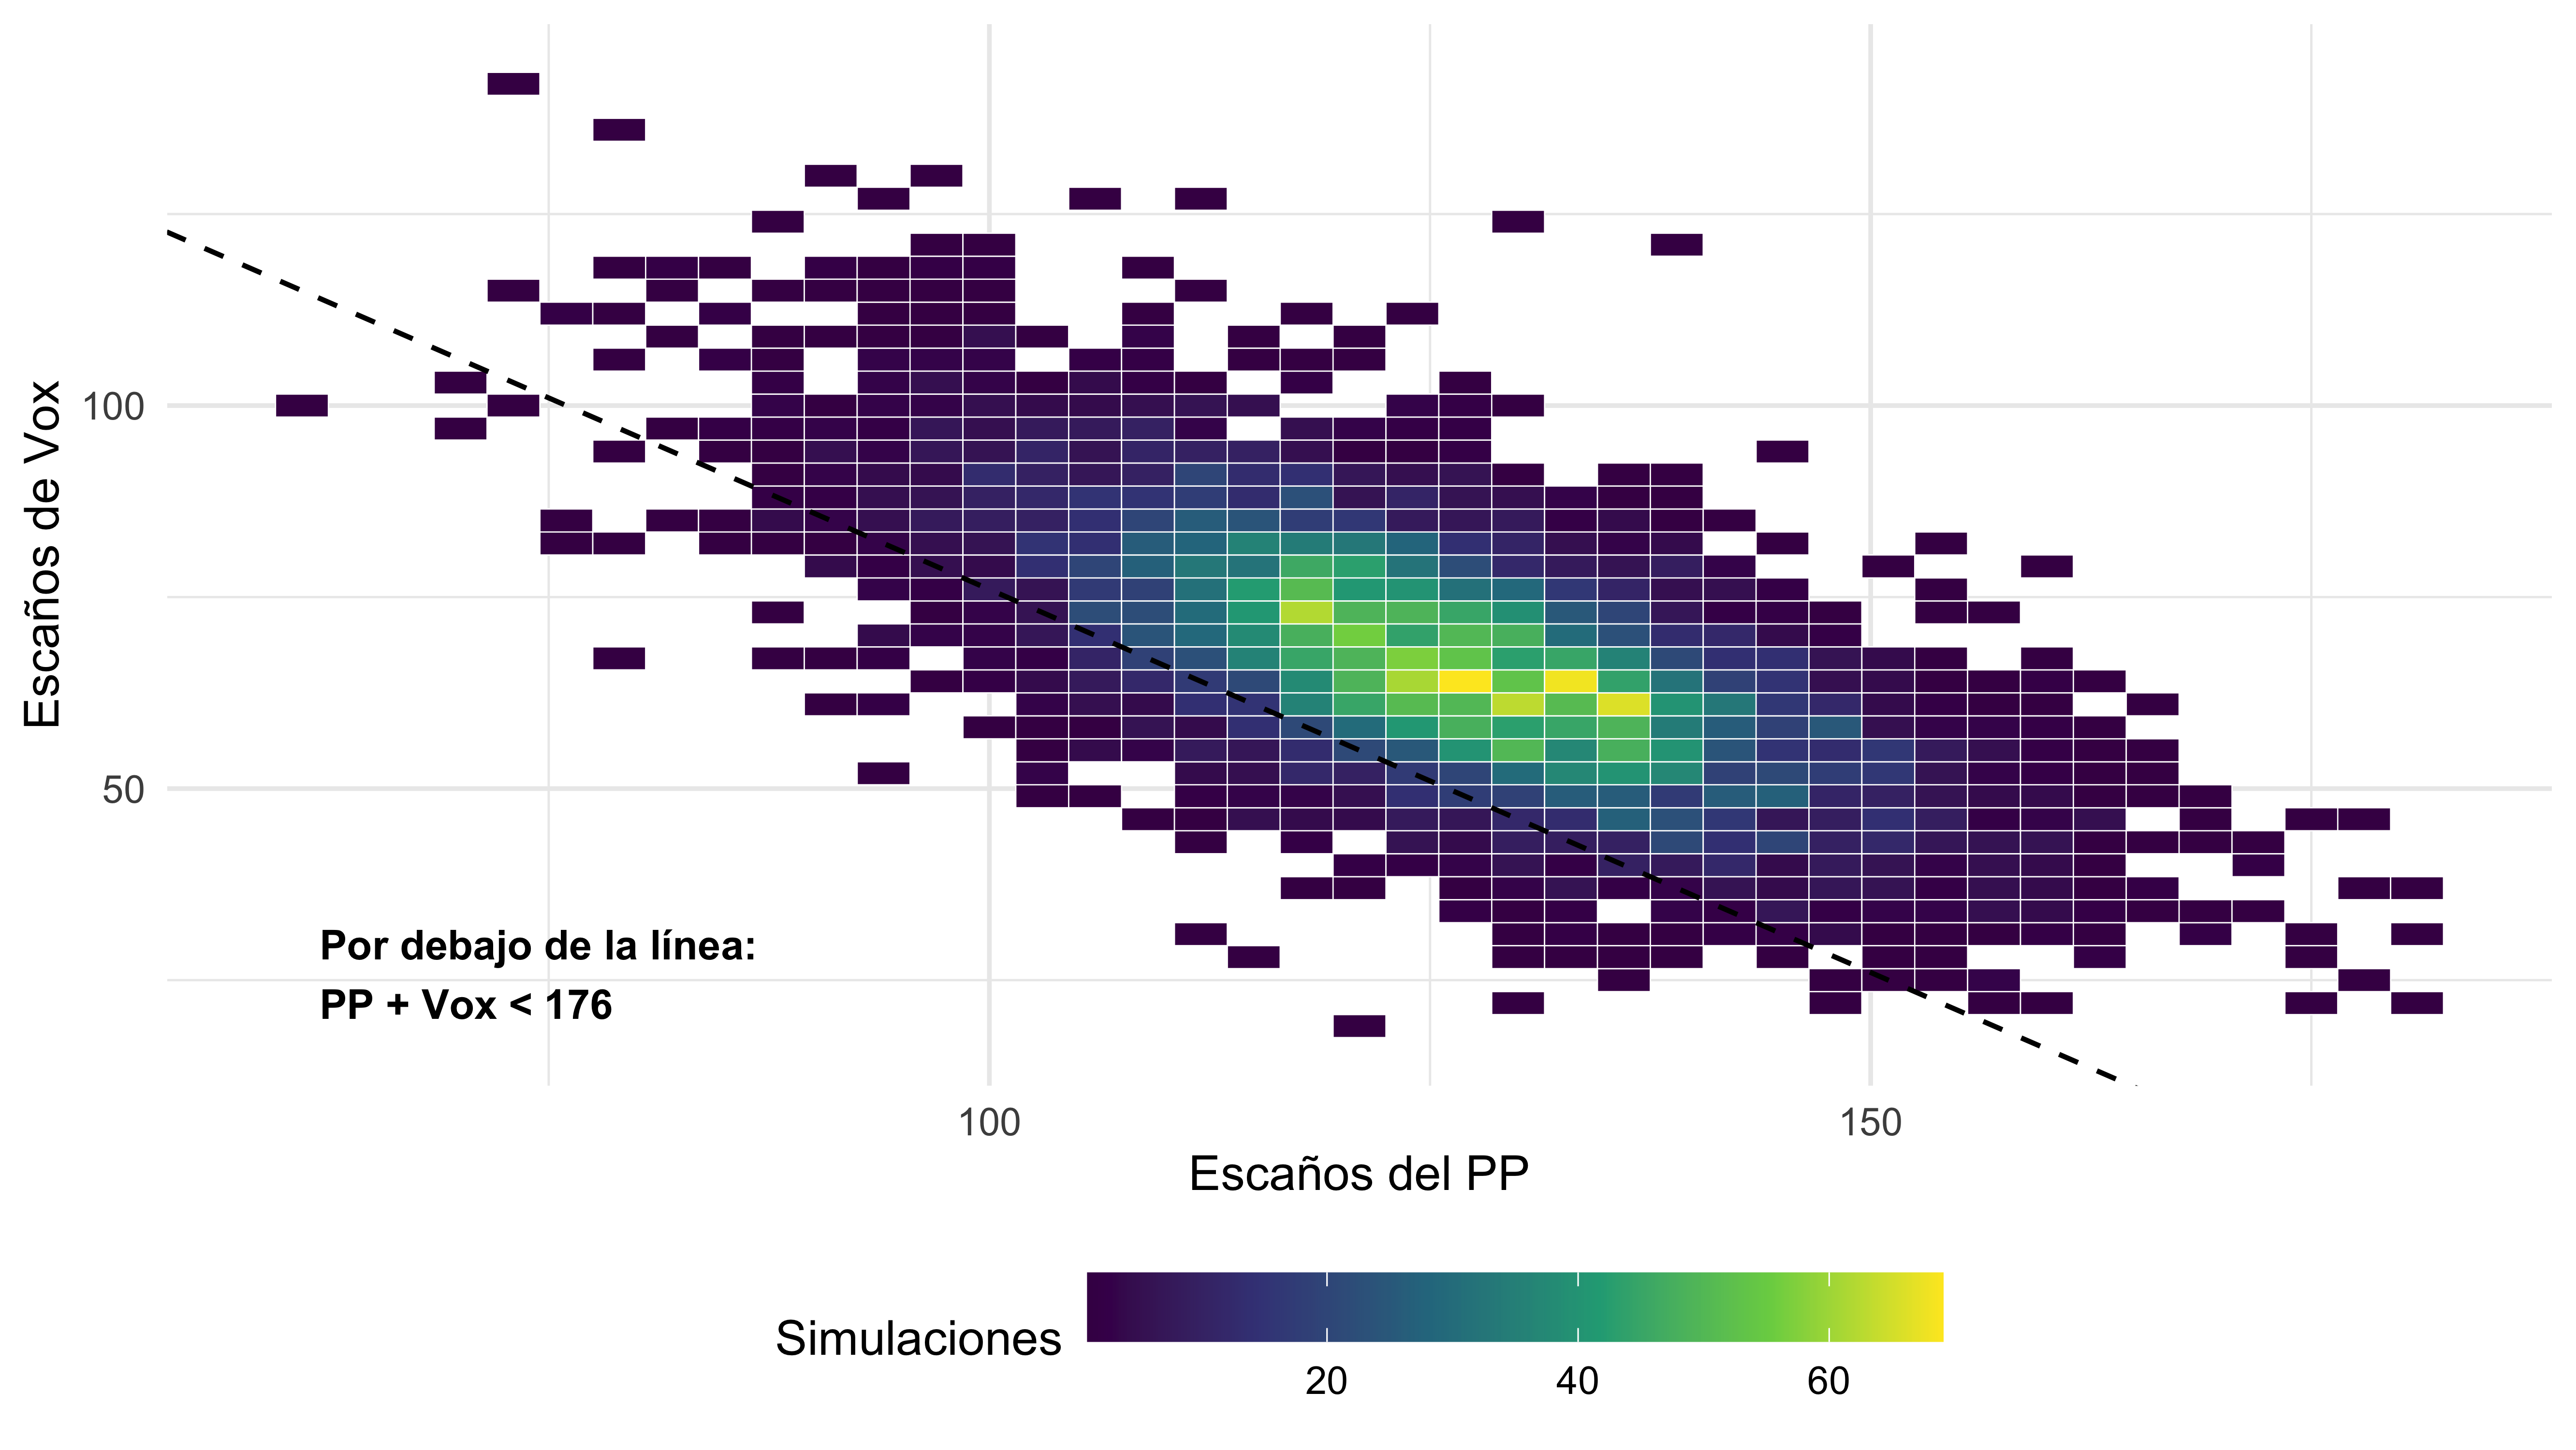 Escaños de Vox
100
50
Por debajo de la línea:
PP + Vox < 176
100
150
Escaños del PP
Simulaciones
20
40
60